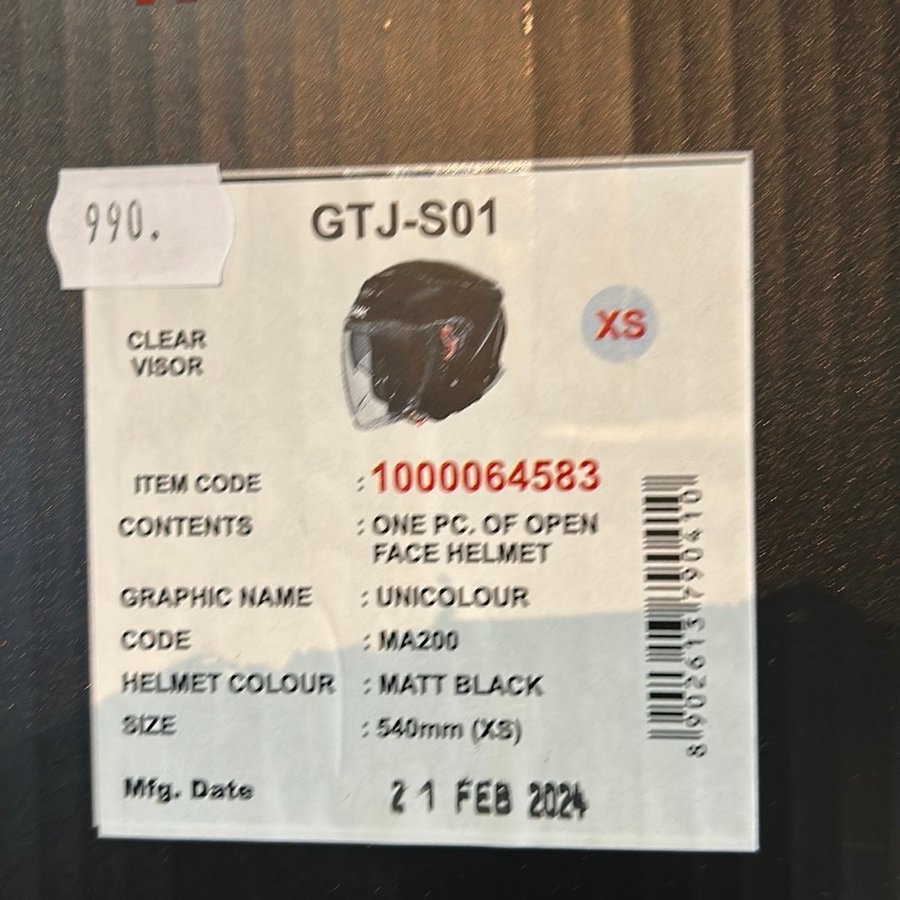 990.
GTJ-S01
CLEAR
VISOR
XS
ITEM CODE : 1000064583
CONTENTS : ONE PC. OF OPEN
FACE HELMET
GRAPHIC NAME : UNICOLOUR
CODE : MA200
HELMET COLOUR : MATT BLACK
SIZE : 540mm (XS)
Mfg. Date 21 FEB 2024
8902613790410